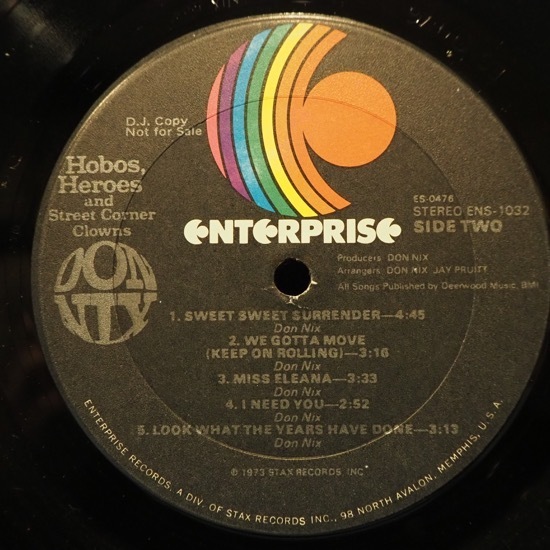 D.J. Copy
Not for Sale
Hobos,
Heroes
and
Street Corner
Clowns
DON
NIX
ENTERPRISE
ES-0476
STEREO ENS-1032
SIDE TWO
Producers DON NIX
Arrangers DON NIX JAY PRUITT
All Songs Published by Deerwood Music, BMI
1. SWEET SWEET SURRENDER—4:45
Don Nix
2. WE GOTTA MOVE
(KEEP ON ROLLING)—3:16
Don Nix
3. MISS ELEANA—3:33
Don Nix
4. I NEED YOU—2:52
Don Nix
5. LOOK WHAT THE YEARS HAVE DONE—3:13
Don Nix
© 1973 STAX RECORDS, INC.
ENTERPRISE RECORDS, A DIV. OF STAX RECORDS INC., 98 NORTH AVALON, MEMPHIS, U.S.A.